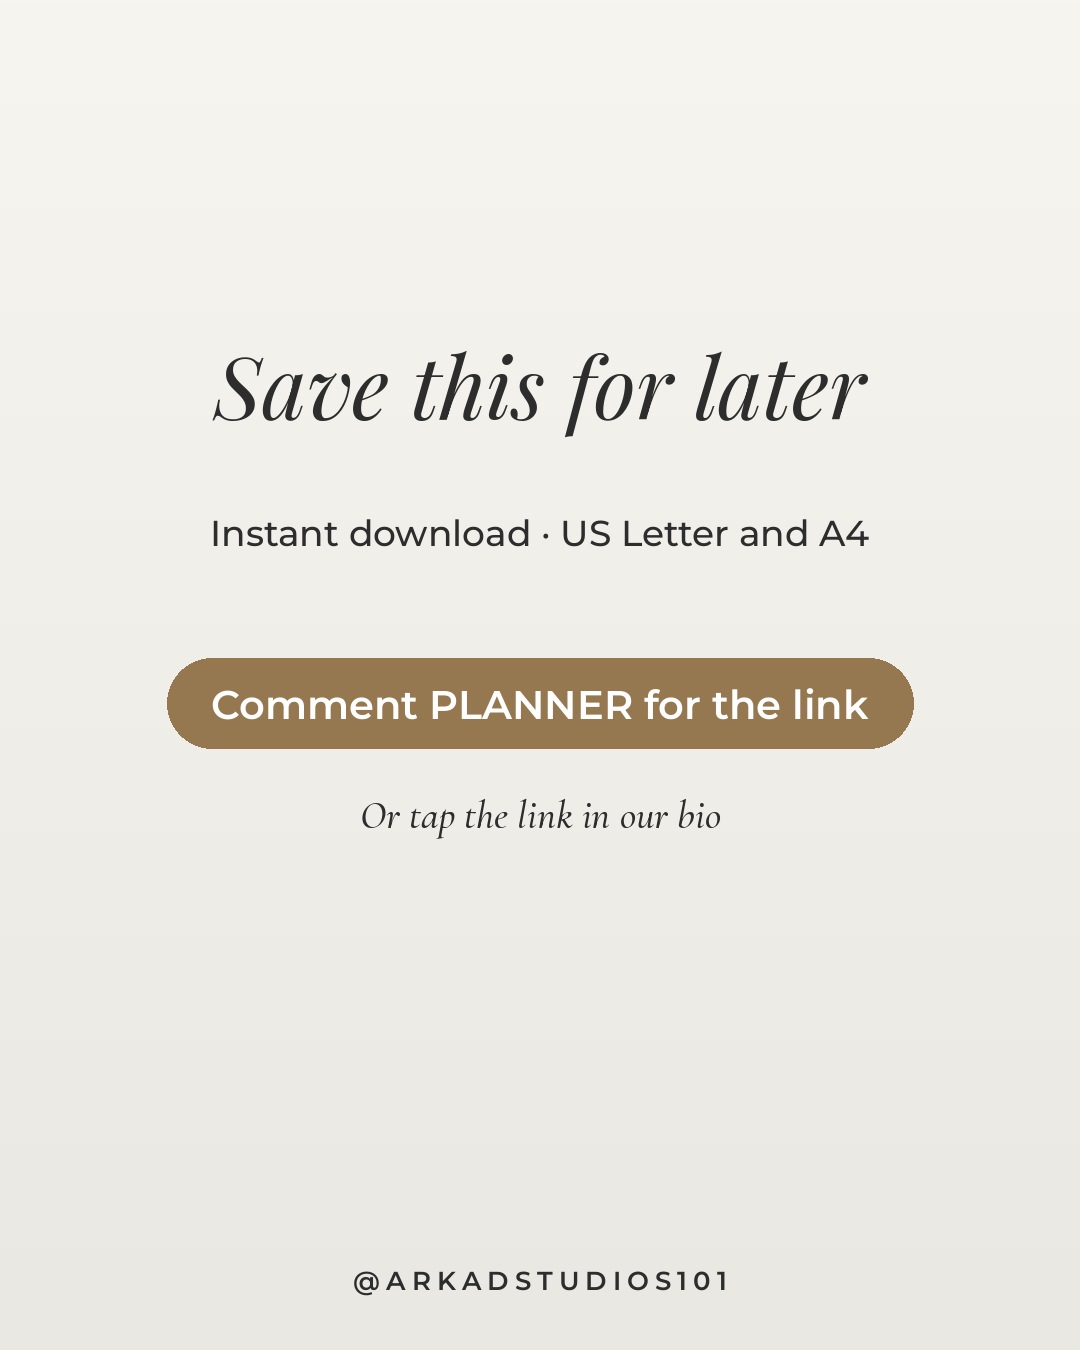 Save this for later
Instant download · US Letter and A4
Comment PLANNER for the link
Or tap the link in our bio
@ARKADSTUDIOS101